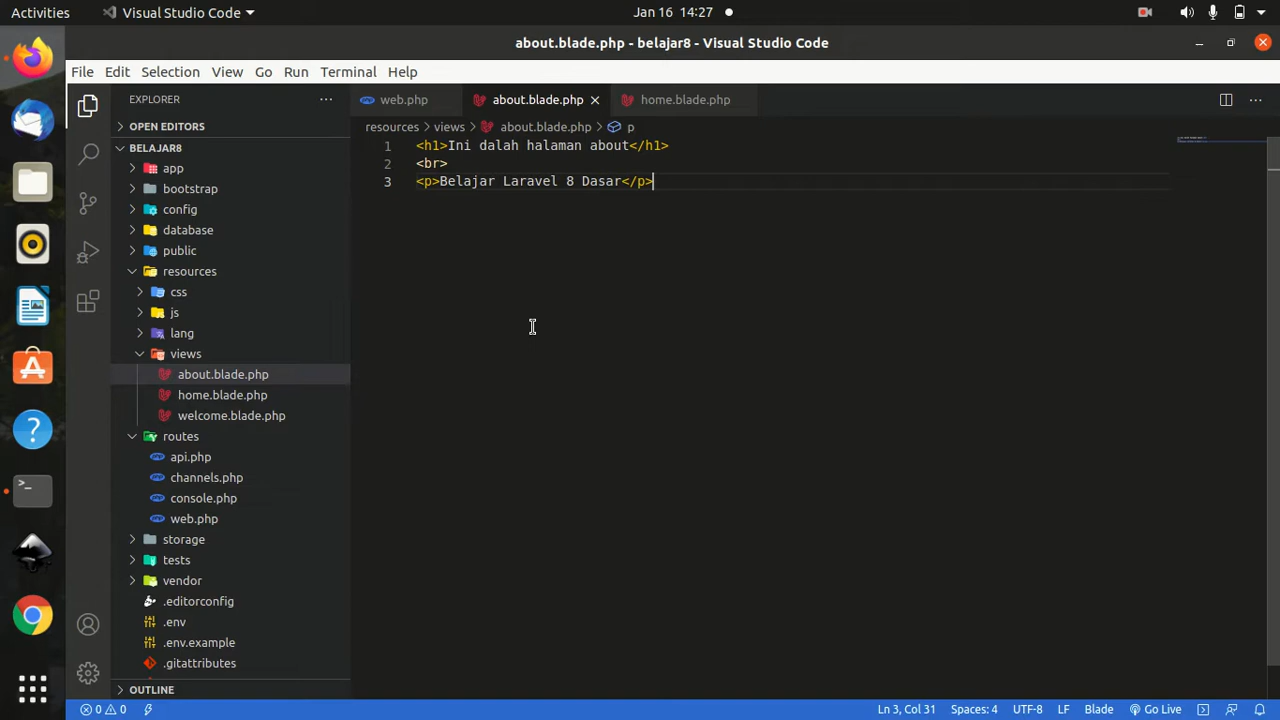 Activities Visual Studio Code Jan 16 14:27
about.blade.php - belajar8 - Visual Studio Code
File Edit Selection View Go Run Terminal Help
EXPLORER
OPEN EDITORS
BELAJAR8
app
bootstrap
config
database
public
resources
css
js
lang
views
about.blade.php
home.blade.php
welcome.blade.php
routes
api.php
channels.php
console.php
web.php
storage
tests
vendor
.editorconfig
.env
.env.example
.gitattributes
OUTLINE
web.php about.blade.php home.blade.php
resources > views > about.blade.php > p
1 <h1>Ini dalah halaman about</h1>
2 <br>
3 <p>Belajar Laravel 8 Dasar</p>
0 0 Ln 3, Col 31 Spaces: 4 UTF-8 LF Blade Go Live